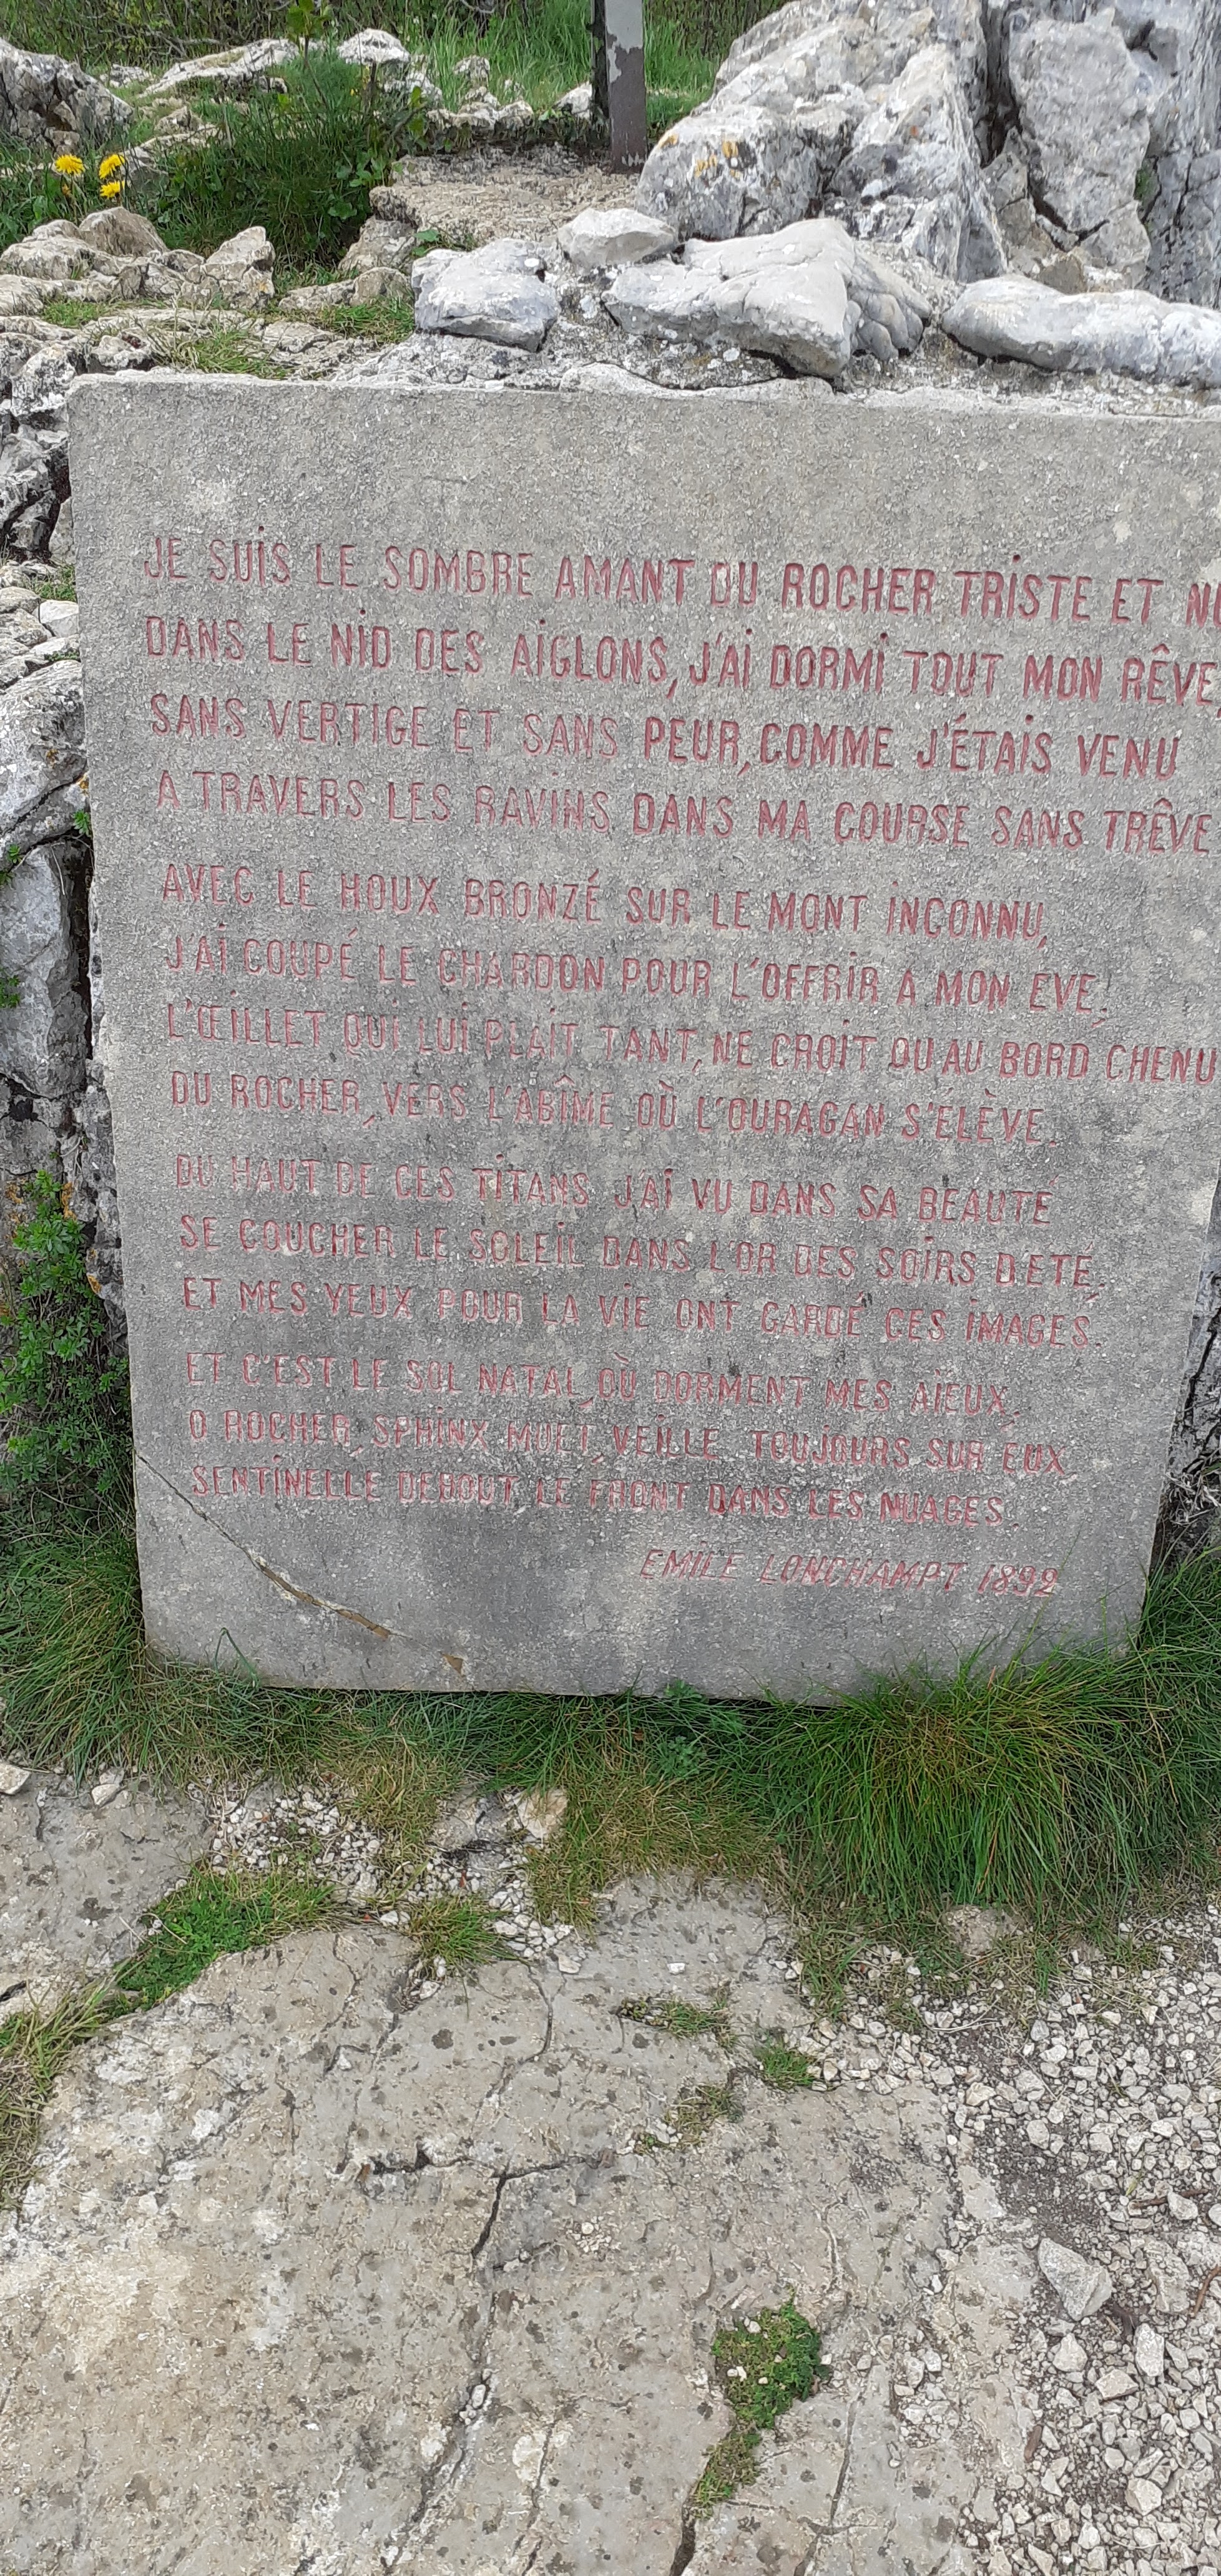 JE SUIS LE SOMBRE AMANT DU ROCHER TRISTE ET
DANS LE NID DES AIGLONS, J'AI DORMI TOUT MON RÊVE,
SANS VERTIGE ET SANS PEUR, COMME J'ÉTAIS VENU
A TRAVERS LES RAVINS DANS MA COURSE SANS TRÊVE
AVEC LE HOUX BRONZÉ SUR LE MONT INCONNU,
J'AI COUPÉ LE CHARDON POUR L'OFFRIR A MON EVE;
L'ŒILLET QUI LUI PLAIT TANT, NE CROIT QU'AU BORD CHENU
DU ROCHER, VERS L'ABÎME OÙ L'OURAGAN S'ELÈVE.
DU HAUT DE CES TITANS J'AI VU DANS SA BEAUTÉ
SE COUCHER LE SOLEIL DANS L'OR DES SOIRS D'ETÉ,
ET MES YEUX POUR LA VIE ONT GARDÉ CES IMAGES.
ET C'EST LE SOL NATAL, OÙ DORMENT MES AÏEUX,
O ROCHER, SPHINX MUET, VEILLE TOUJOURS SUR EUX
SENTINELLE DEBOUT, LE FRONT DANS LES NUAGES.
EMILE LONCHAMPT 1892